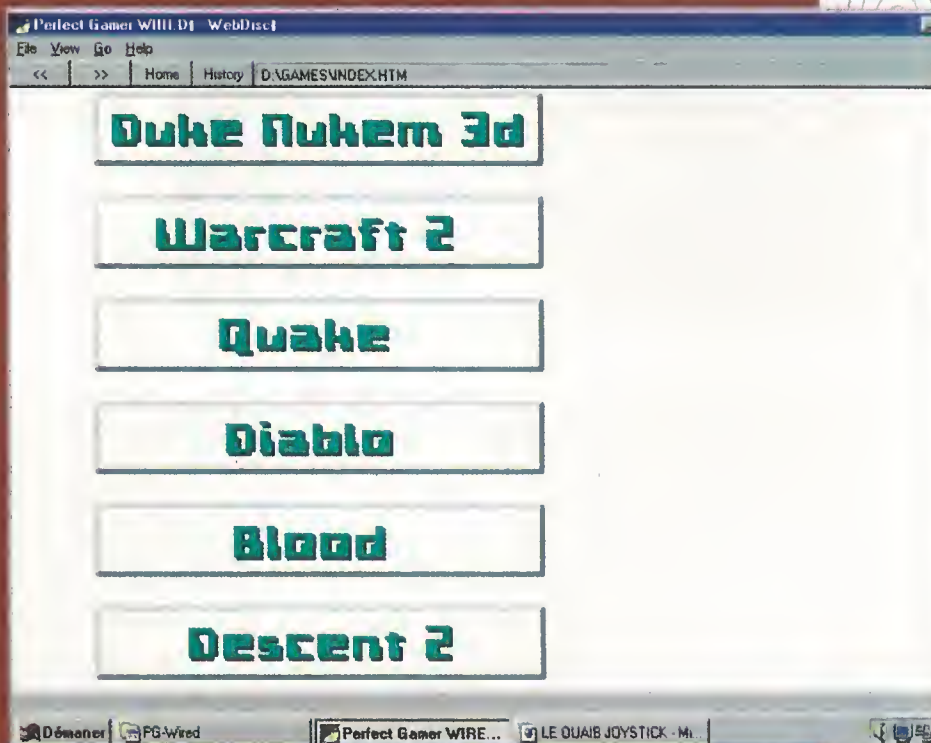 Perfect Gamer WIRED! WebDisc!
File View Go Help
<< >> Home History D:\GAMES\INDEX.HTM
Duke Nukem 3d
Warcraft 2
Quake
Diablo
Blood
Descent 2
Démarrer PG-Wired Perfect Gamer WIRE... LE QUAIB JOYSTICK - Mi...